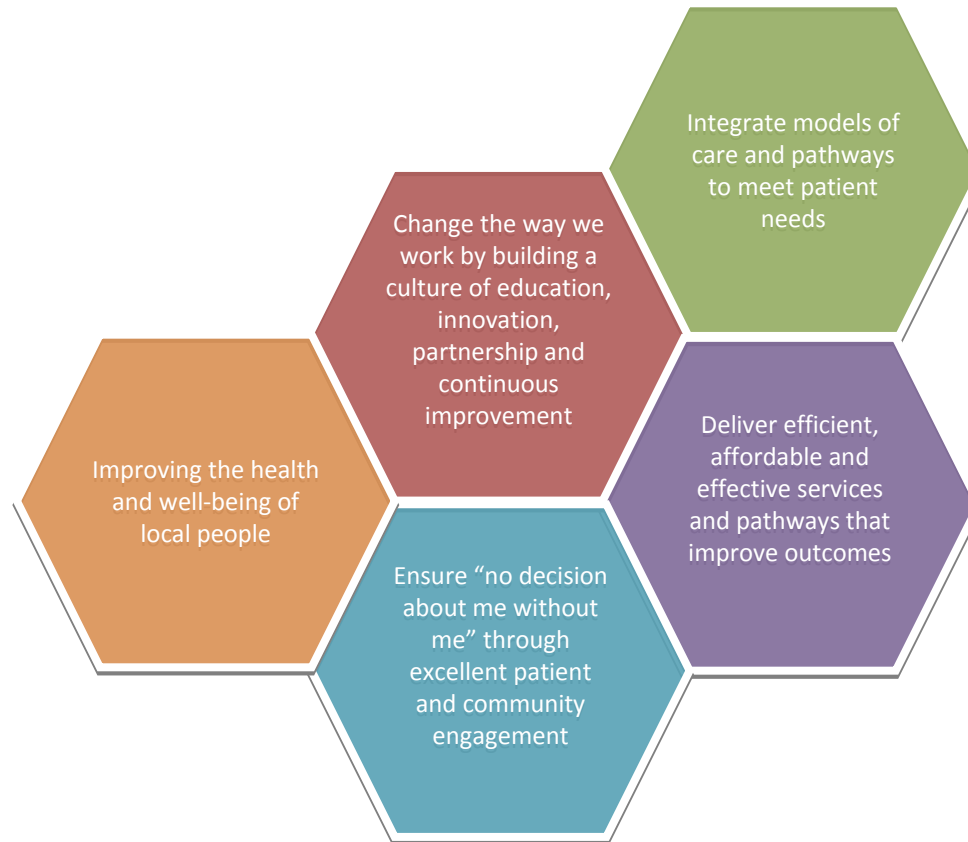 Integrate models of
care and pathways
to meet patient
needs
Change the way we
work by building a
culture of education,
innovation,
partnership and
continuous
improvement
Deliver efficient,
affordable and
effective services
and pathways that
improve outcomes
Improving the health
and well-being of
local people
Ensure “no decision
about me without
me” through
excellent patient
and community
engagement